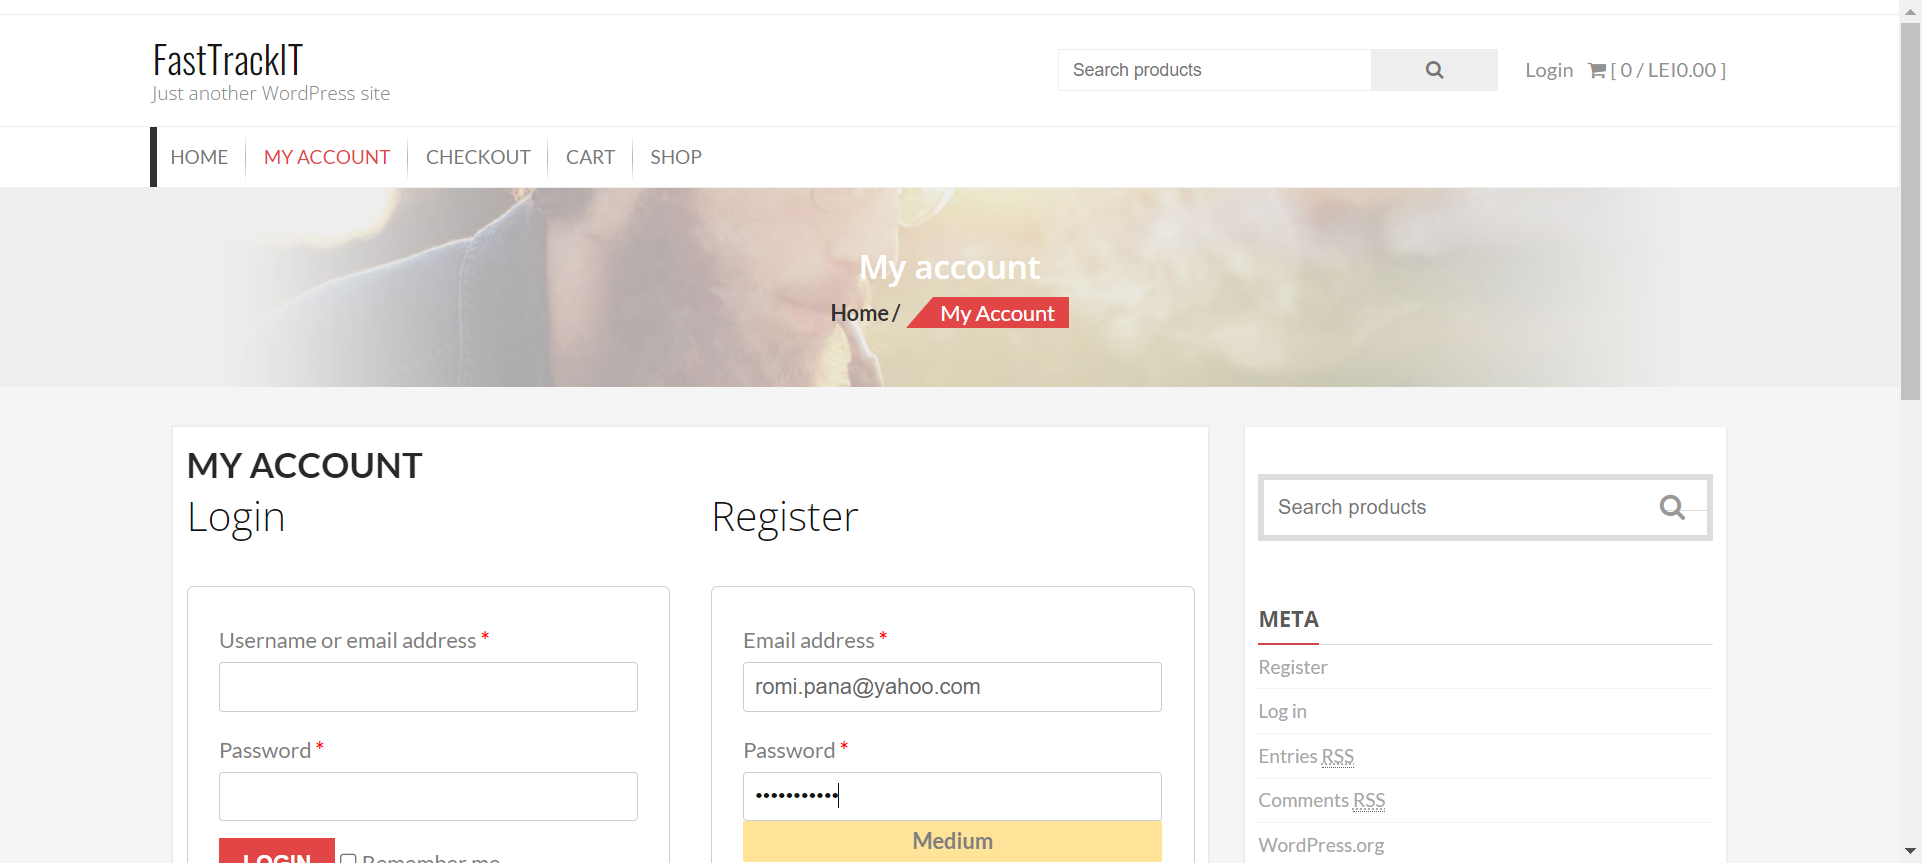 FastTrackIT
Just another WordPress site
Search products
Login [ 0 / LEI0.00 ]
HOME MY ACCOUNT CHECKOUT CART SHOP
My account
Home / My Account
MY ACCOUNT
Login
Username or email address *
Password *
LOGIN Remember me
Register
Email address *
romi.pana@yahoo.com
Password *
•••••••••••
Medium
Search products
META
Register
Log in
Entries RSS
Comments RSS
WordPress.org